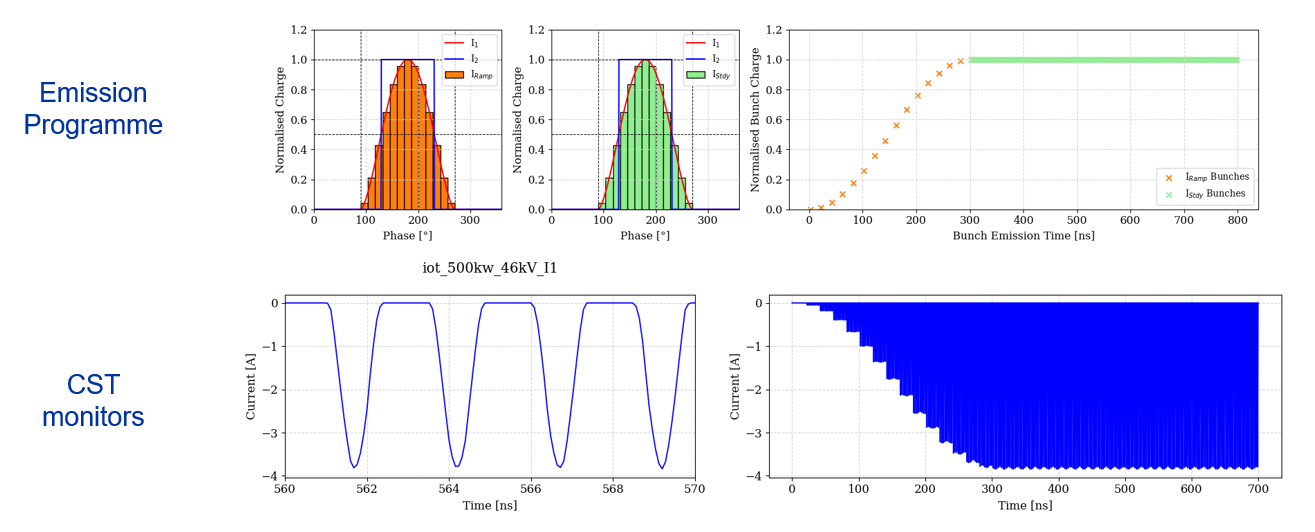 Emission
Programme
1.2
1.0
0.8
0.6
0.4
0.2
0.0
Normalised Charge
0 100 200 300
Phase [°]
I1
I2
IRamp
1.2
1.0
0.8
0.6
0.4
0.2
0.0
Normalised Charge
0 100 200 300
Phase [°]
I1
I2
IStdy
1.2
1.0
0.8
0.6
0.4
0.2
0.0
Normalised Bunch Charge
0 100 200 300 400 500 600 700 800
Bunch Emission Time [ns]
IRamp Bunches
IStdy Bunches
CST
monitors
iot_500kw_46kV_I1
0
−1
−2
−3
−4
Current [A]
560 562 564 566 568 570
Time [ns]
0
−1
−2
−3
−4
Current [A]
0 100 200 300 400 500 600 700
Time [ns]